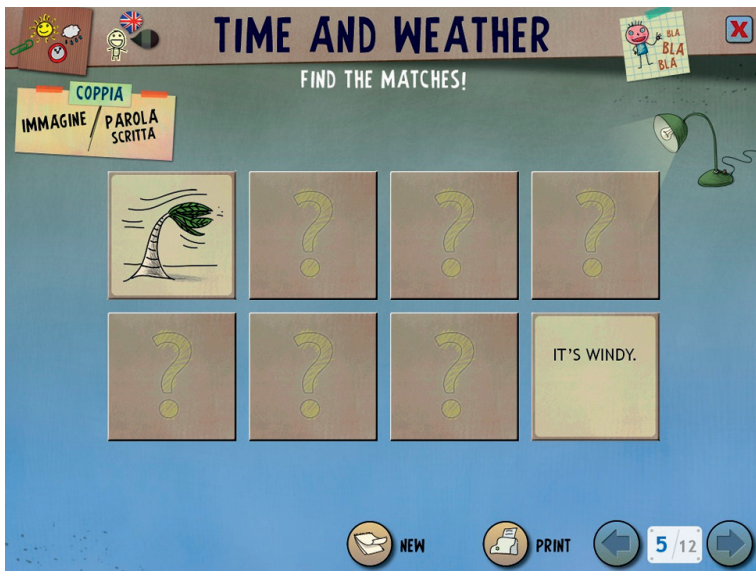 TIME AND WEATHER
BLA
BLA
BLA
X
FIND THE MATCHES!
COPPIA
IMMAGINE / PAROLA SCRITTA
?
?
?
?
?
?
IT'S WINDY.
NEW
PRINT
5/12